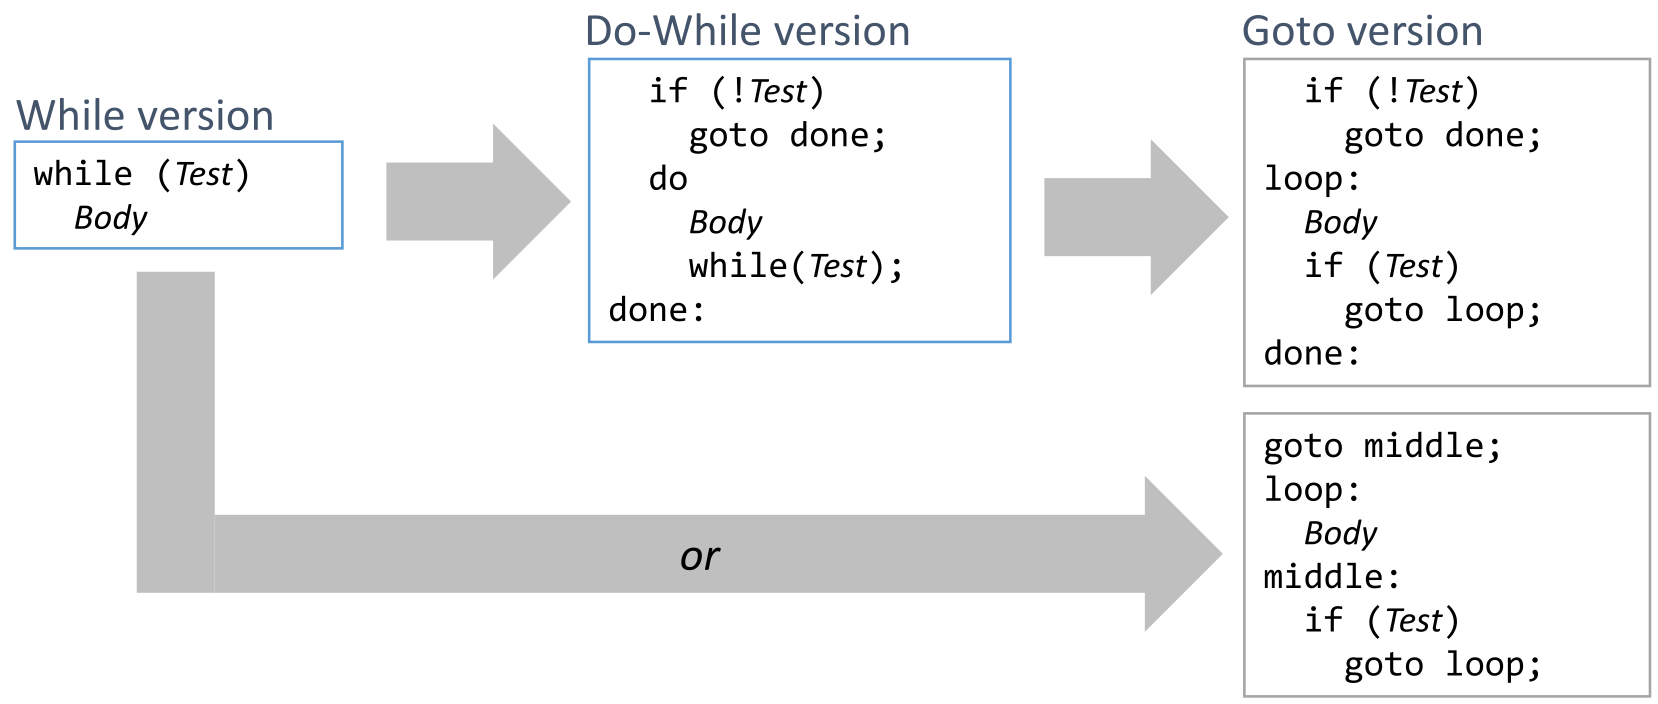 While version
while (Test)
Body
Do-While version
if (!Test)
goto done;
do
Body
while(Test);
done:
Goto version
if (!Test)
goto done;
loop:
Body
if (Test)
goto loop;
done:
or
goto middle;
loop:
Body
middle:
if (Test)
goto loop;